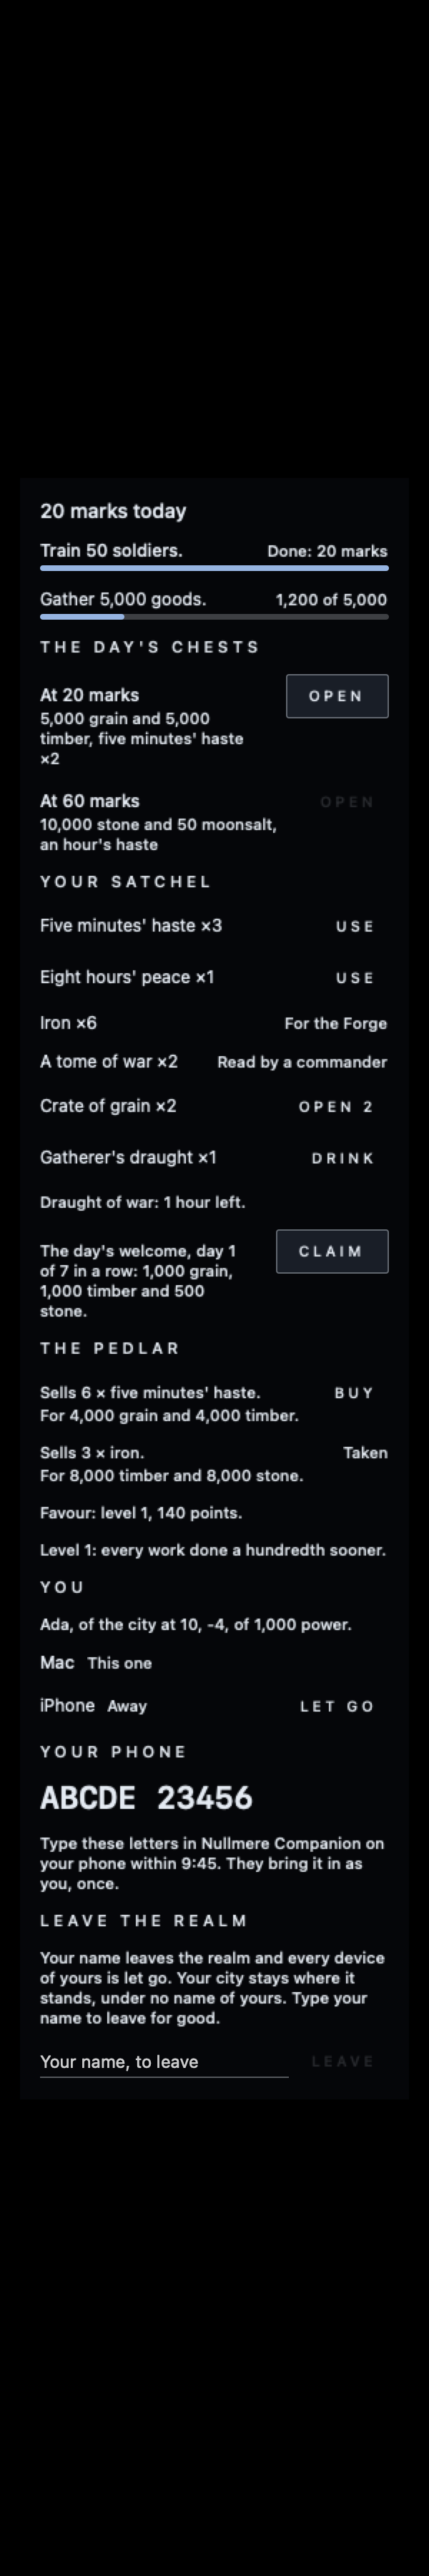 20 marks today
Train 50 soldiers. Done: 20 marks
Gather 5,000 goods. 1,200 of 5,000
THE DAY'S CHESTS
At 20 marks OPEN
5,000 grain and 5,000
timber, five minutes' haste
×2
At 60 marks OPEN
10,000 stone and 50 moonsalt,
an hour's haste
YOUR SATCHEL
Five minutes' haste ×3 USE
Eight hours' peace ×1 USE
Iron ×6 For the Forge
A tome of war ×2 Read by a commander
Crate of grain ×2 OPEN 2
Gatherer's draught ×1 DRINK
Draught of war: 1 hour left.
The day's welcome, day 1 CLAIM
of 7 in a row: 1,000 grain,
1,000 timber and 500
stone.
THE PEDLAR
Sells 6 × five minutes' haste. BUY
For 4,000 grain and 4,000 timber.
Sells 3 × iron. Taken
For 8,000 timber and 8,000 stone.
Favour: level 1, 140 points.
Level 1: every work done a hundredth sooner.
YOU
Ada, of the city at 10, -4, of 1,000 power.
Mac This one
iPhone Away LET GO
YOUR PHONE
ABCDE 23456
Type these letters in Nullmere Companion on
your phone within 9:45. They bring it in as
you, once.
LEAVE THE REALM
Your name leaves the realm and every device
of yours is let go. Your city stays where it
stands, under no name of yours. Type your
name to leave for good.
Your name, to leave LEAVE